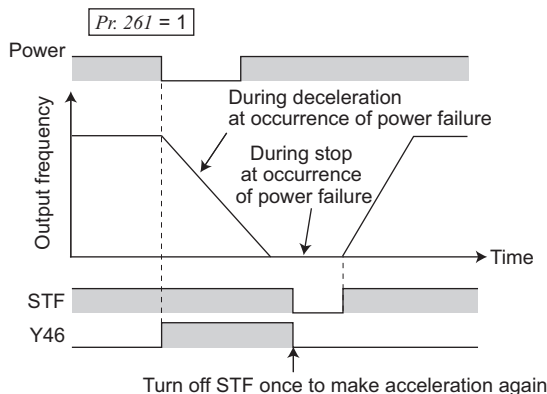 Pr. 261 = 1
Power
During deceleration
at occurrence of power failure
During stop
at occurrence
of power failure
Output frequency
Time
STF
Y46
Turn off STF once to make acceleration again